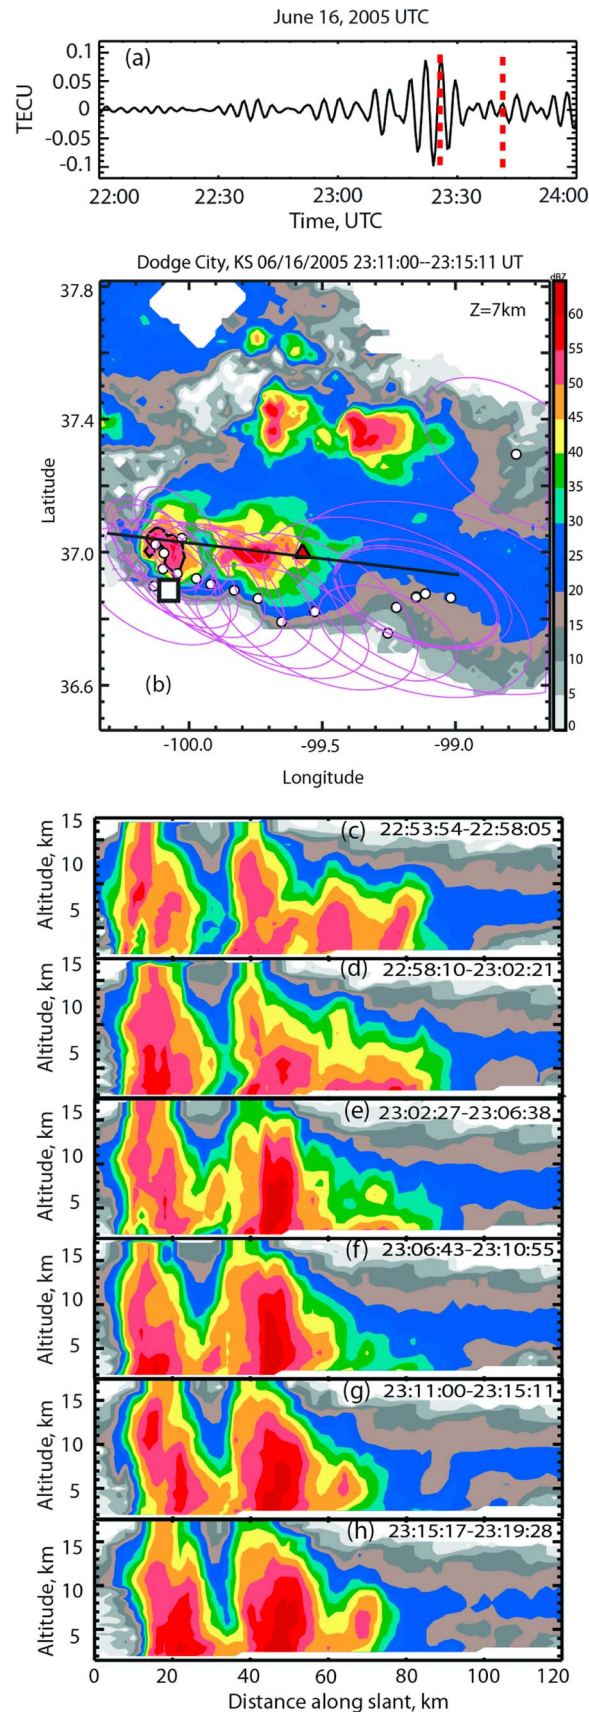 June 16, 2005 UTC
(a)
TECU
0.1
0.05
0
-0.05
-0.1
22:00 22:30 23:00 23:30 24:00
Time, UTC
Dodge City, KS 06/16/2005 23:11:00--23:15:11 UT
dBZ
Z=7km
Latitude
37.8
37.4
37.0
36.6
60
55
50
45
40
35
30
25
20
15
10
5
0
(b)
-100.0 -99.5 -99.0
Longitude
(c) 22:53:54-22:58:05
Altitude, km
15
10
5
(d) 22:58:10-23:02:21
Altitude, km
15
10
5
(e) 23:02:27-23:06:38
Altitude, km
15
10
5
(f) 23:06:43-23:10:55
Altitude, km
15
10
5
(g) 23:11:00-23:15:11
Altitude, km
15
10
5
(h) 23:15:17-23:19:28
Altitude, km
15
10
5
0 20 40 60 80 100 120
Distance along slant, km